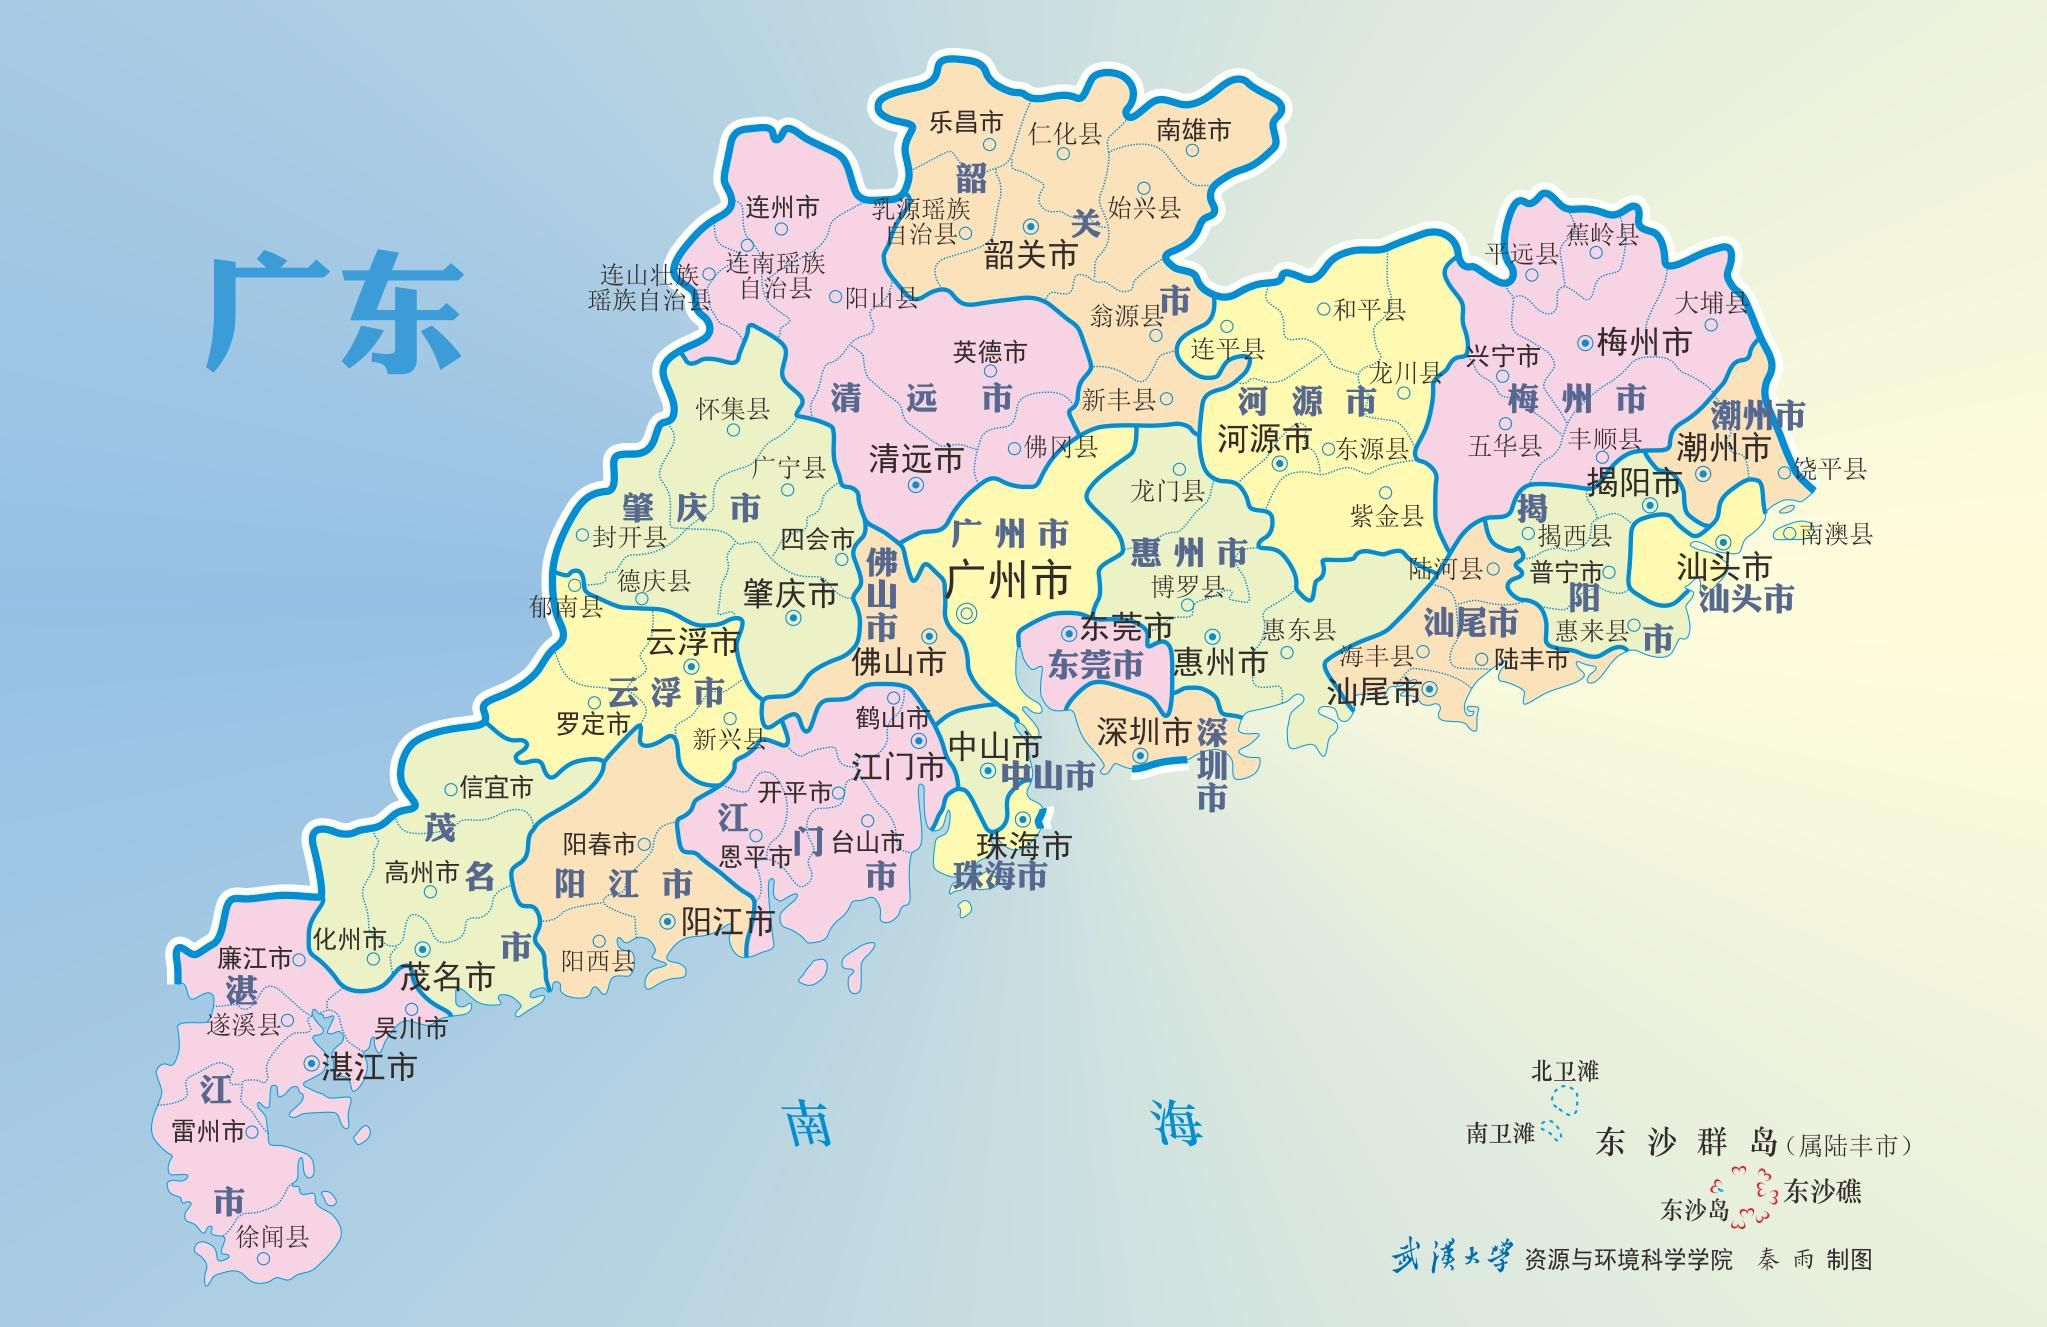 广东
乐昌市
仁化县
南雄市
韶
关
市
乳源瑶族
自治县
韶关市
始兴县
翁源县
新丰县
连州市
连南瑶族
自治县
连山壮族
瑶族自治县
阳山县
英德市
清远市
清远市
佛冈县
连平县
和平县
龙川县
河源市
河源市
东源县
紫金县
平远县
蕉岭县
大埔县
兴宁市
梅州市
梅州市
五华县
丰顺县
潮州市
潮州市
饶平县
揭阳市
揭
阳
市
揭西县
普宁市
惠来县
南澳县
汕头市
汕头市
陆河县
汕尾市
海丰县
陆丰市
汕尾市
怀集县
广宁县
肇庆市
封开县
四会市
德庆县
肇庆市
郁南县
云浮市
云浮市
罗定市
新兴县
佛
山
市
佛山市
广州市
广州市
龙门县
惠州市
博罗县
惠东县
惠州市
东莞市
东莞市
深圳市
深
圳
市
中山市
中山市
珠海市
珠海市
鹤山市
江门市
开平市
江
门
市
恩平市
台山市
信宜市
茂
名
市
高州市
化州市
茂名市
阳春市
阳江市
阳江市
阳西县
廉江市
湛
江
市
遂溪县
吴川市
湛江市
雷州市
徐闻县
南海
北卫滩
南卫滩
东沙群岛（属陆丰市）
东沙礁
东沙岛
武漢大學 资源与环境科学学院 秦雨 制图